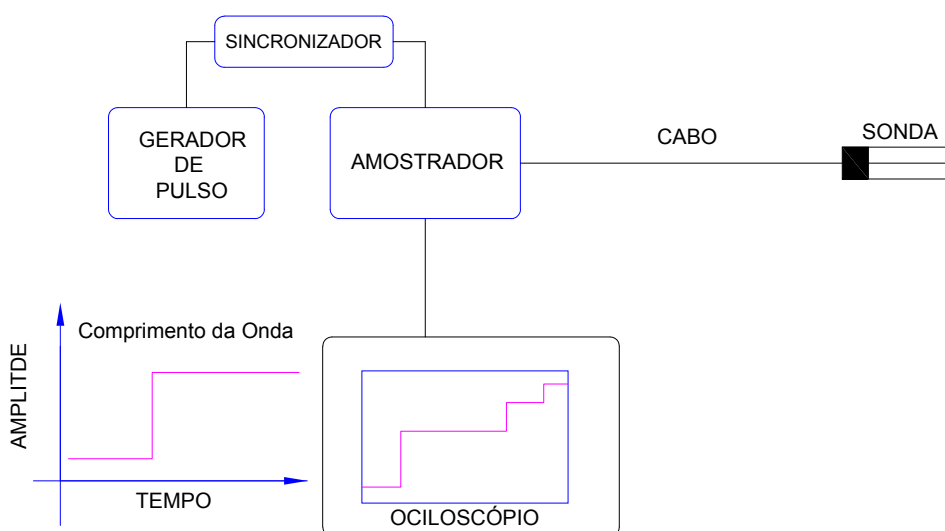 SINCRONIZADOR
GERADOR
DE
PULSO
AMOSTRADOR
CABO
SONDA
Comprimento da Onda
AMPLITDE
TEMPO
OCILOSCÓPIO